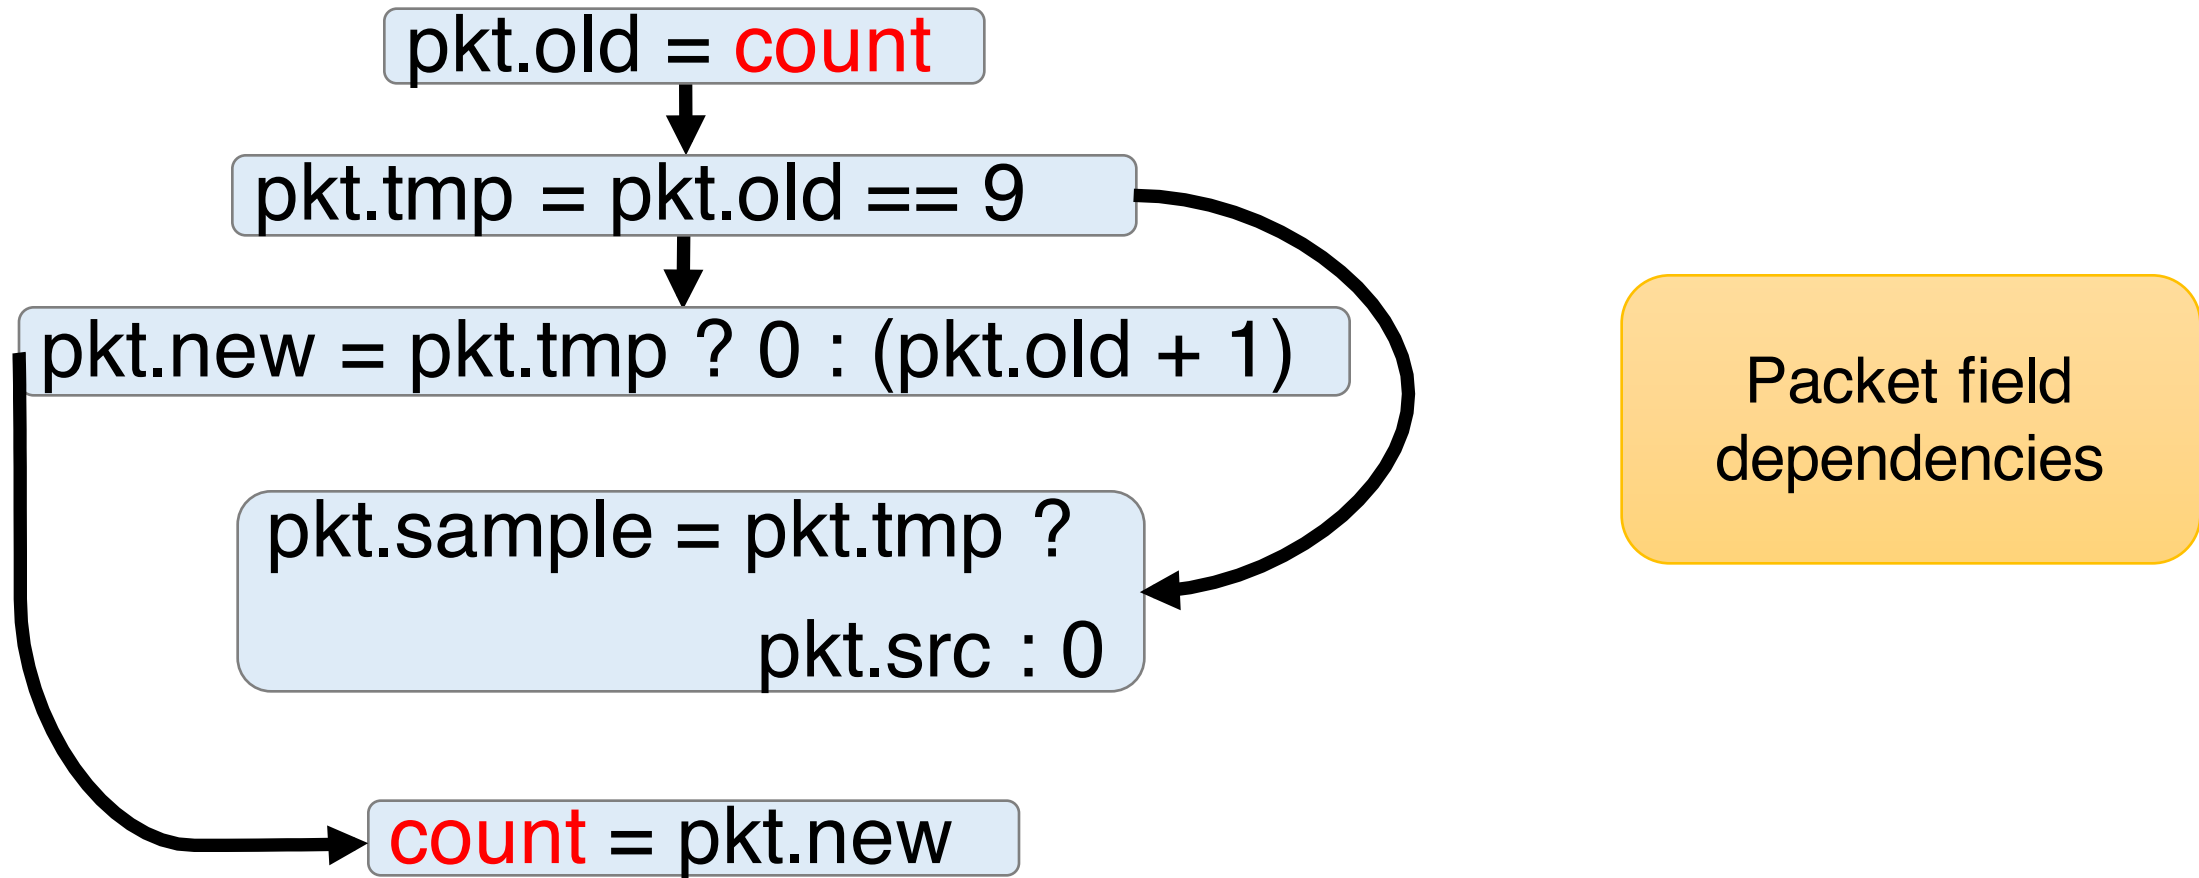 pkt.old = count
pkt.tmp = pkt.old == 9
pkt.new = pkt.tmp ? 0 : (pkt.old + 1)
pkt.sample = pkt.tmp ?
pkt.src : 0
count = pkt.new
Packet field
dependencies